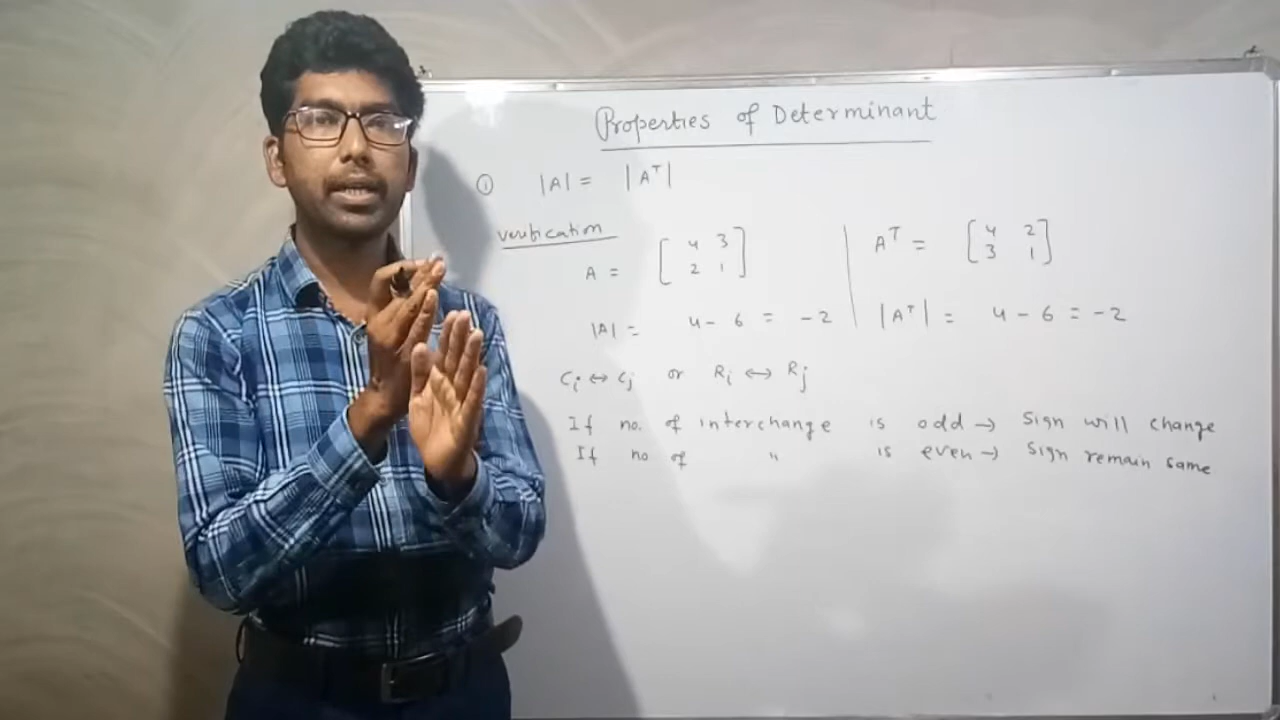 Properties of Determinant
① |A| = |Aᵀ|
Verification
A = [4 3; 2 1]
|A| = 4 - 6 = -2
Aᵀ = [4 2; 3 1]
|Aᵀ| = 4 - 6 = -2
Cᵢ ↔ Cⱼ or Rᵢ ↔ Rⱼ
If no. of interchange is odd → Sign will change
If no of " is even → Sign remain same